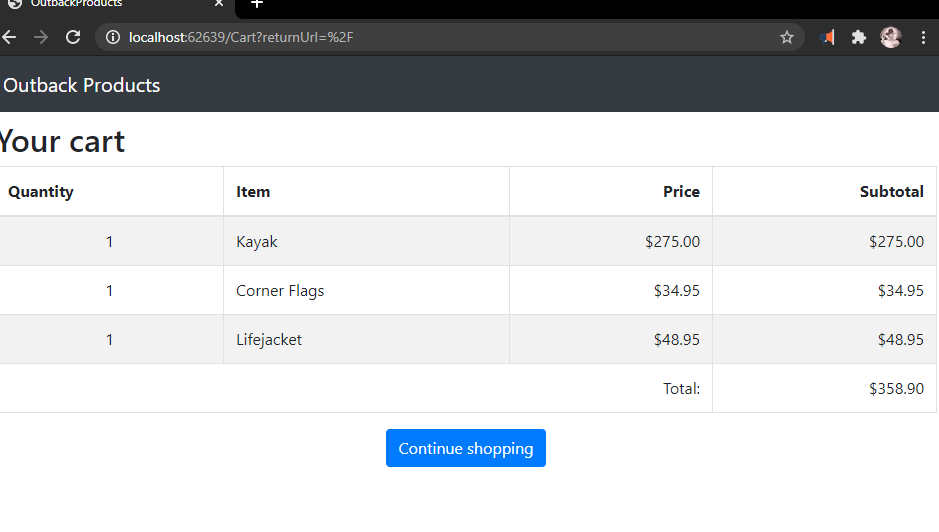 OutbackProducts
localhost:62639/Cart?returnUrl=%2F
Outback Products
Your cart
Quantity Item Price Subtotal
1 Kayak $275.00 $275.00
1 Corner Flags $34.95 $34.95
1 Lifejacket $48.95 $48.95
Total: $358.90
Continue shopping